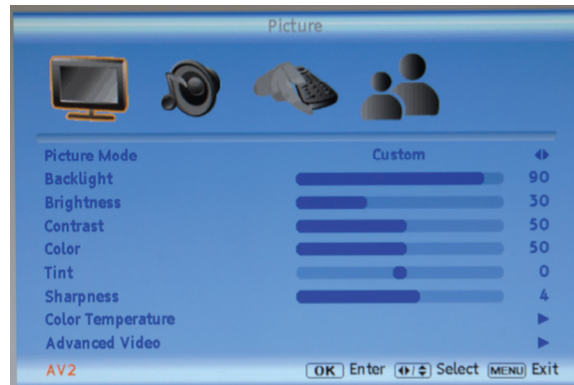 Picture
Picture Mode Custom
Backlight 90
Brightness 30
Contrast 50
Color 50
Tint 0
Sharpness 4
Color Temperature
Advanced Video
AV2 OK Enter / Select MENU Exit